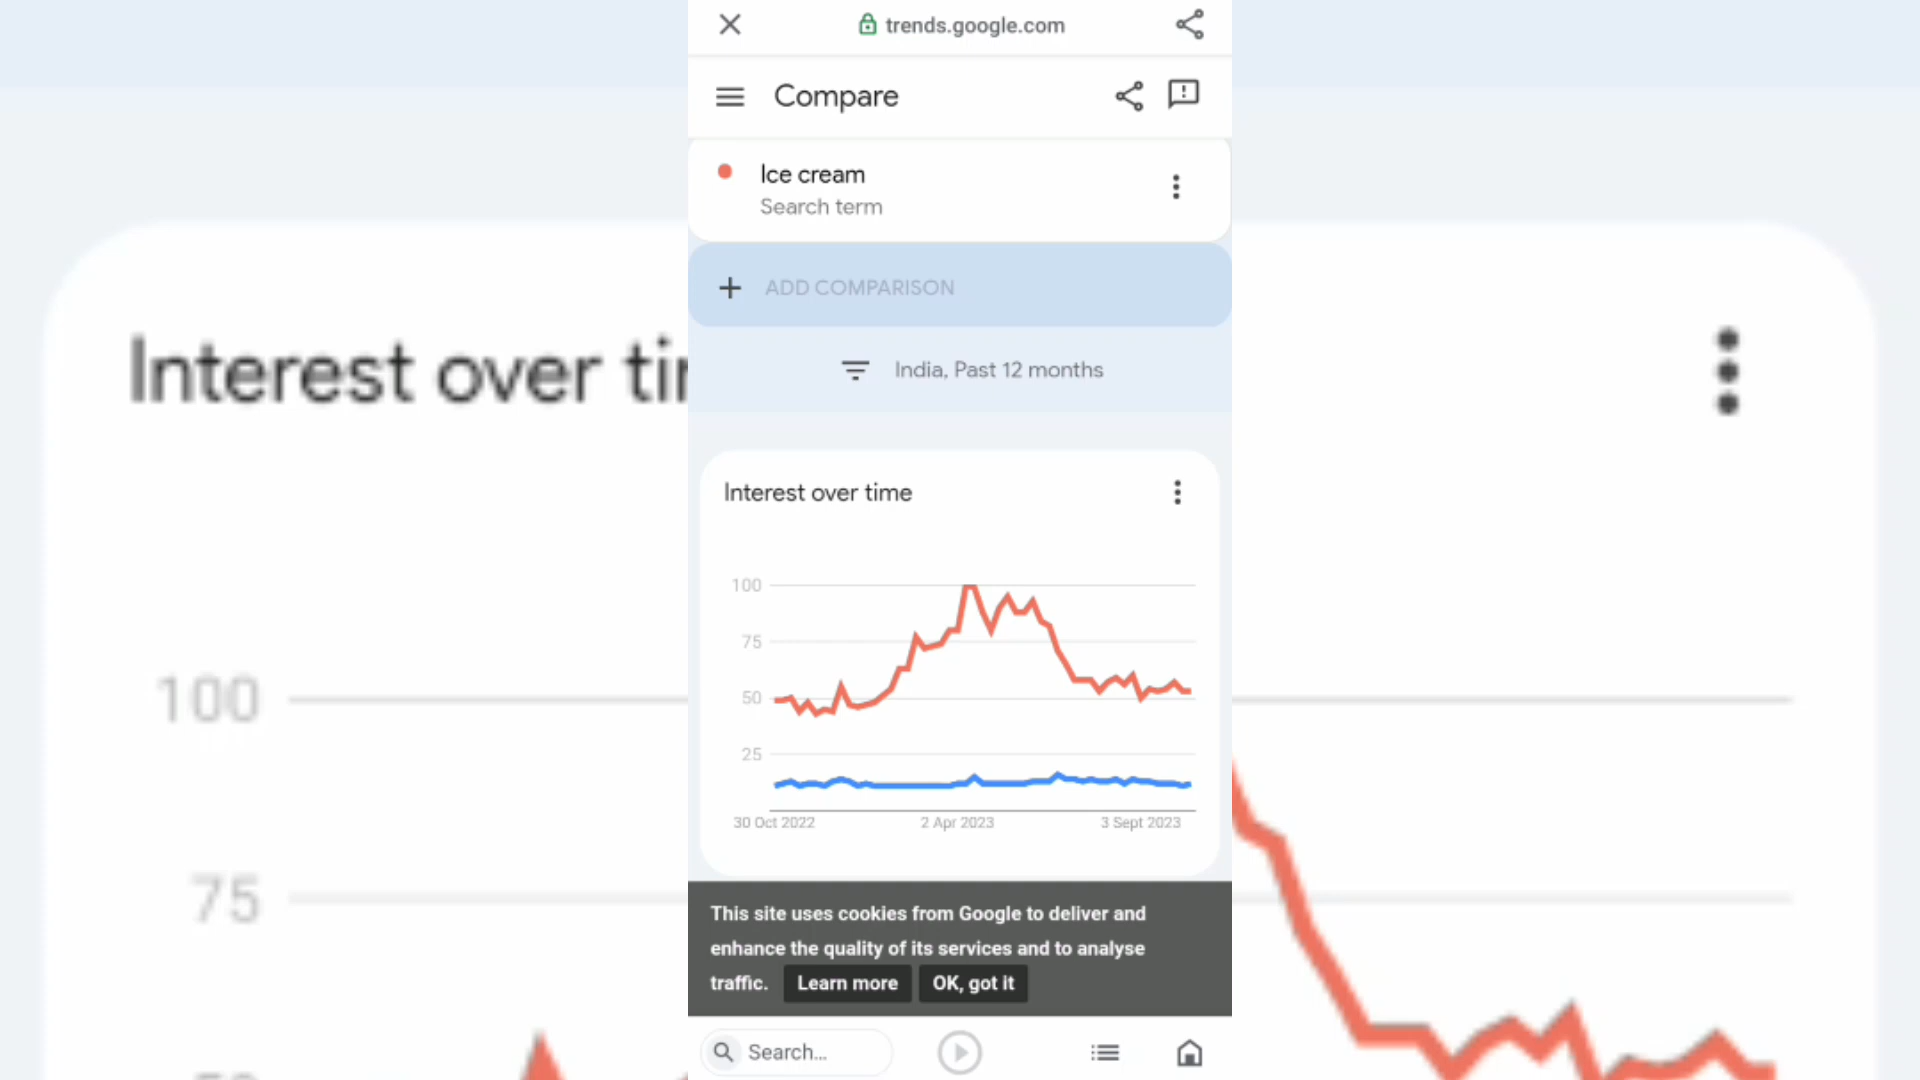 trends.google.com
Compare
Ice cream
Search term
ADD COMPARISON
India, Past 12 months
Interest over time
100
75
50
25
30 Oct 2022 2 Apr 2023 3 Sept 2023
This site uses cookies from Google to deliver and
enhance the quality of its services and to analyse
traffic. Learn more OK, got it
Search...
Interest over
100
75